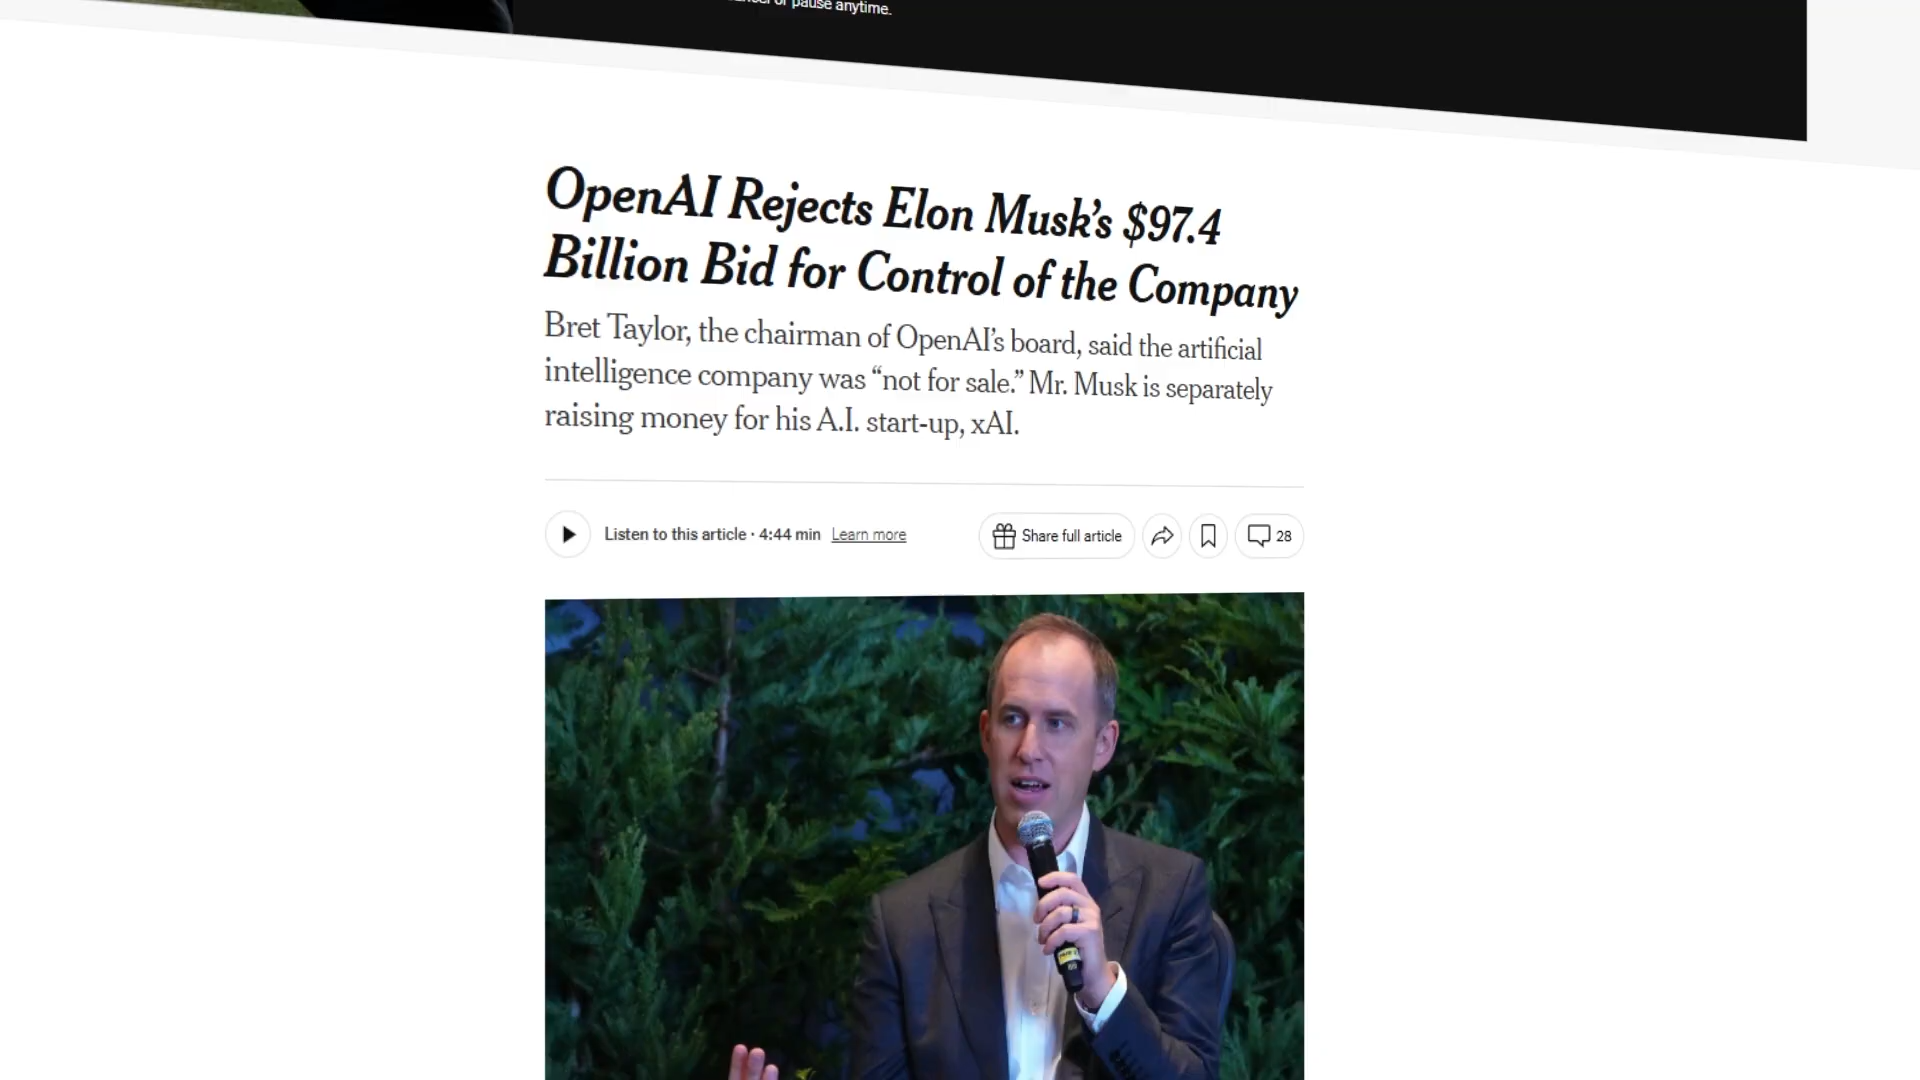 or pause anytime.
OpenAI Rejects Elon Musk’s $97.4
Billion Bid for Control of the Company
Bret Taylor, the chairman of OpenAI’s board, said the artificial
intelligence company was “not for sale.” Mr. Musk is separately
raising money for his A.I. start-up, xAI.
Listen to this article · 4:44 min Learn more
Share full article
28